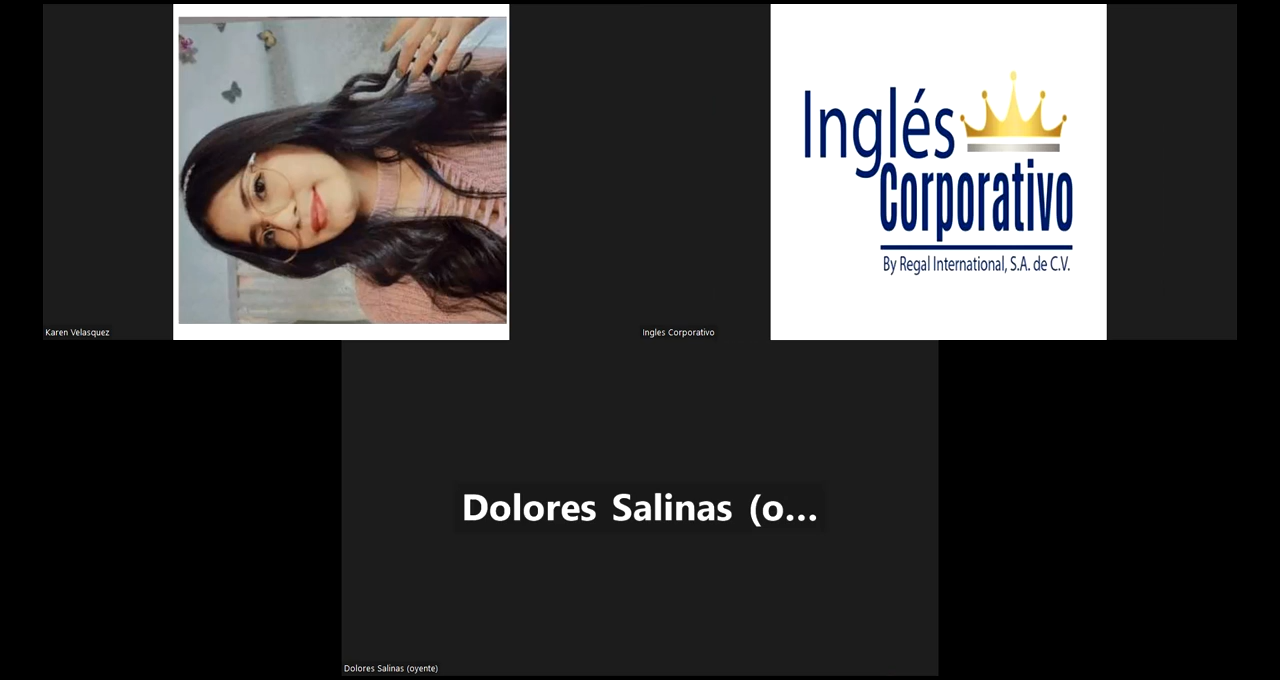 Inglés
Corporativo
By Regal International, S.A. de C.V.
Karen Velasquez
Ingles Corporativo
Dolores Salinas (o...
Dolores Salinas (oyente)